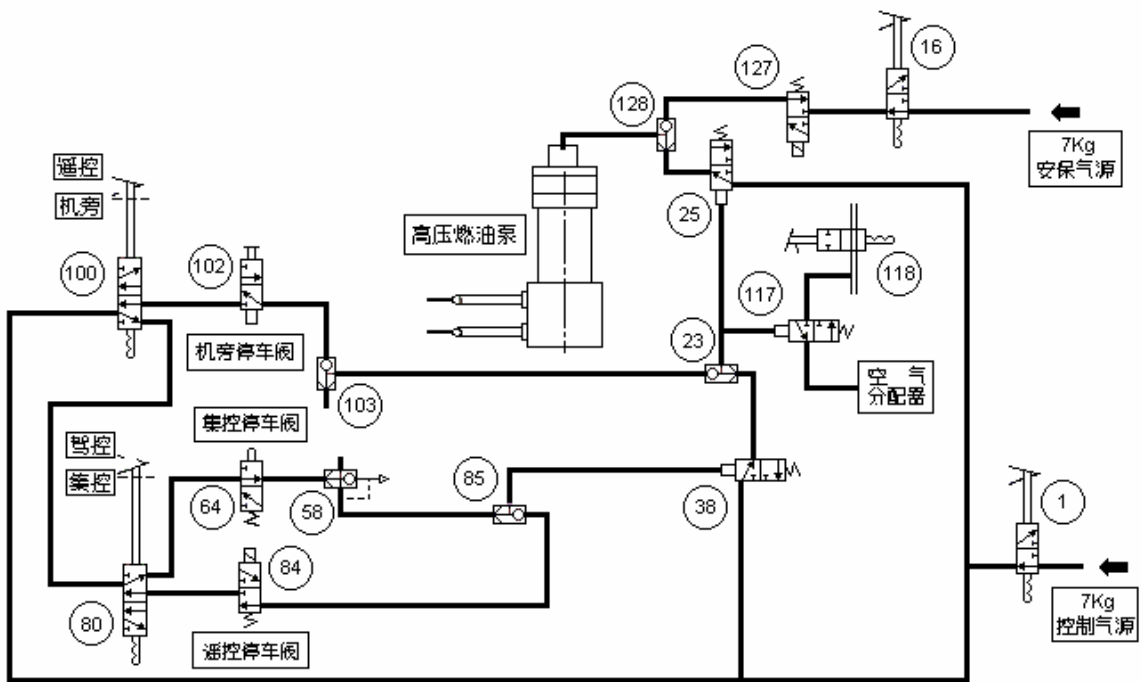 16
127
128
7Kg
安保气源
遥控
机旁
高压燃油泵
25
100
102
118
117
机旁停车阀
23
空 气
分配器
103
集控停车阀
驾控
集控
85
1
64
58
38
84
7Kg
控制气源
80
遥控停车阀